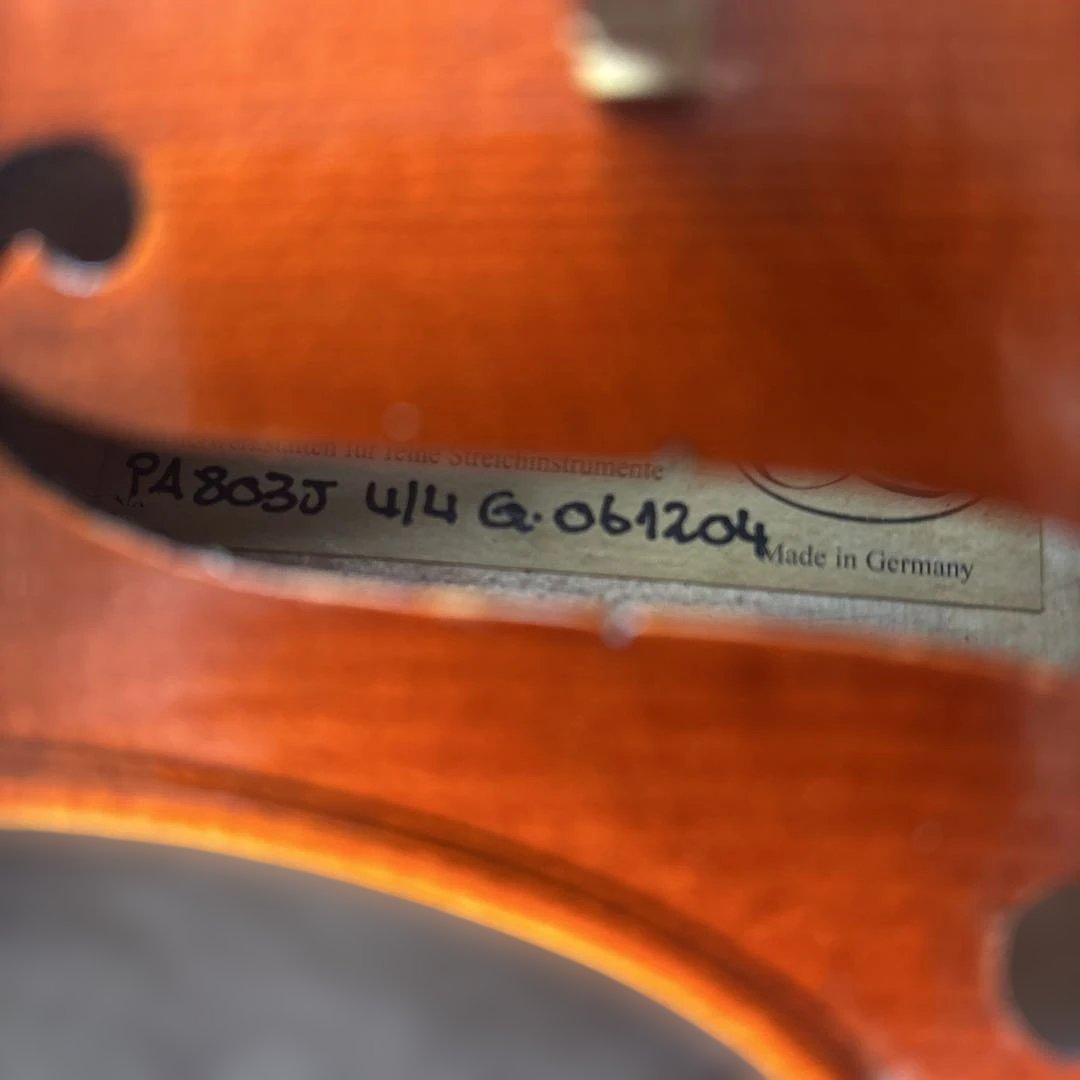 für feine Streichinstrumente
PA803J 4/4 G. 061204
Made in Germany